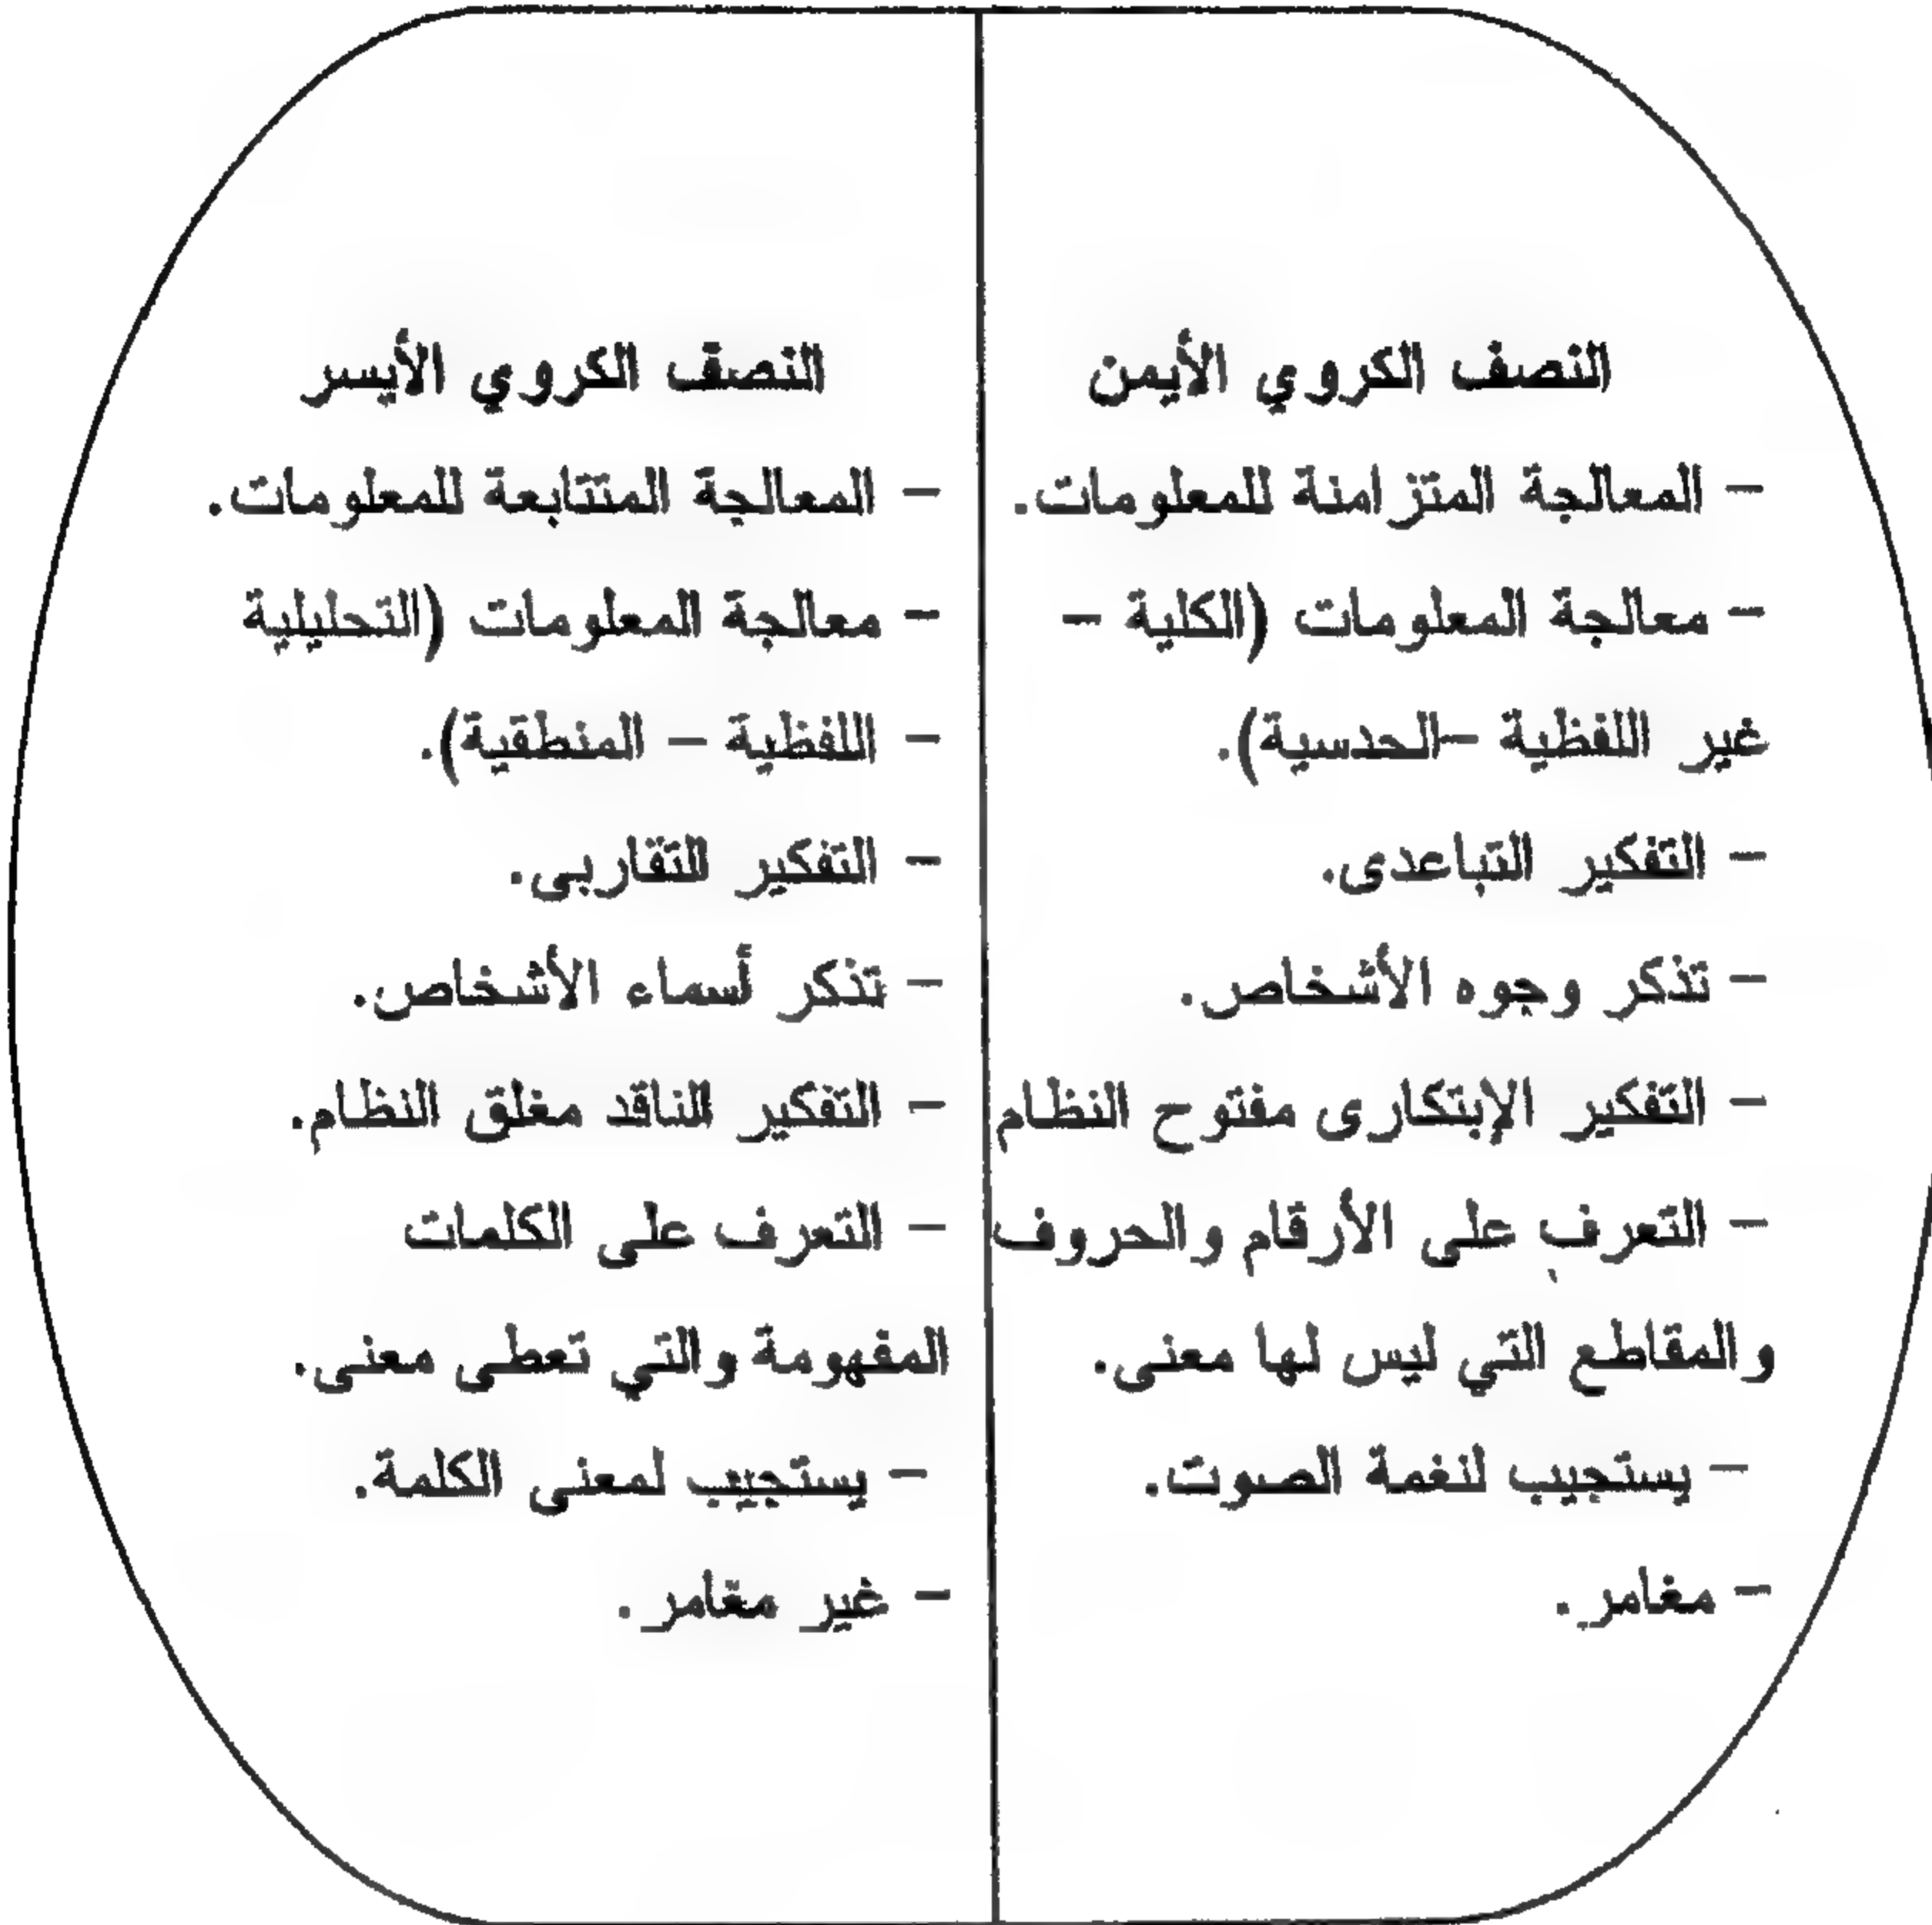 النصف الكروي الأيمن
- المعالجة المتزامنة للمعلومات.
- معالجة المعلومات (الكلية -
غير اللفظية -الحدسية).
- التفكير التباعدى.
- تذكر وجوه الأشخاص.
- التفكير الإبتكارى مفتوح النظام
- التعرف على الأرقام والحروف
والمقاطع التي ليس لها معنى.
- يستجيب لنغمة الصوت.
- مغامر.
النصف الكروي الأيسر
- المعالجة المتتابعة للمعلومات.
- معالجة المعلومات (التحليلية
- اللفظية - المنطقية).
- التفكير التقاربى.
- تذكر أسماء الأشخاص.
- التفكير الناقد مغلق النظام.
- التعرف على الكلمات
المفهومة والتي تعطى معنى.
- يستجيب لمعنى الكلمة.
- غير مغامر.